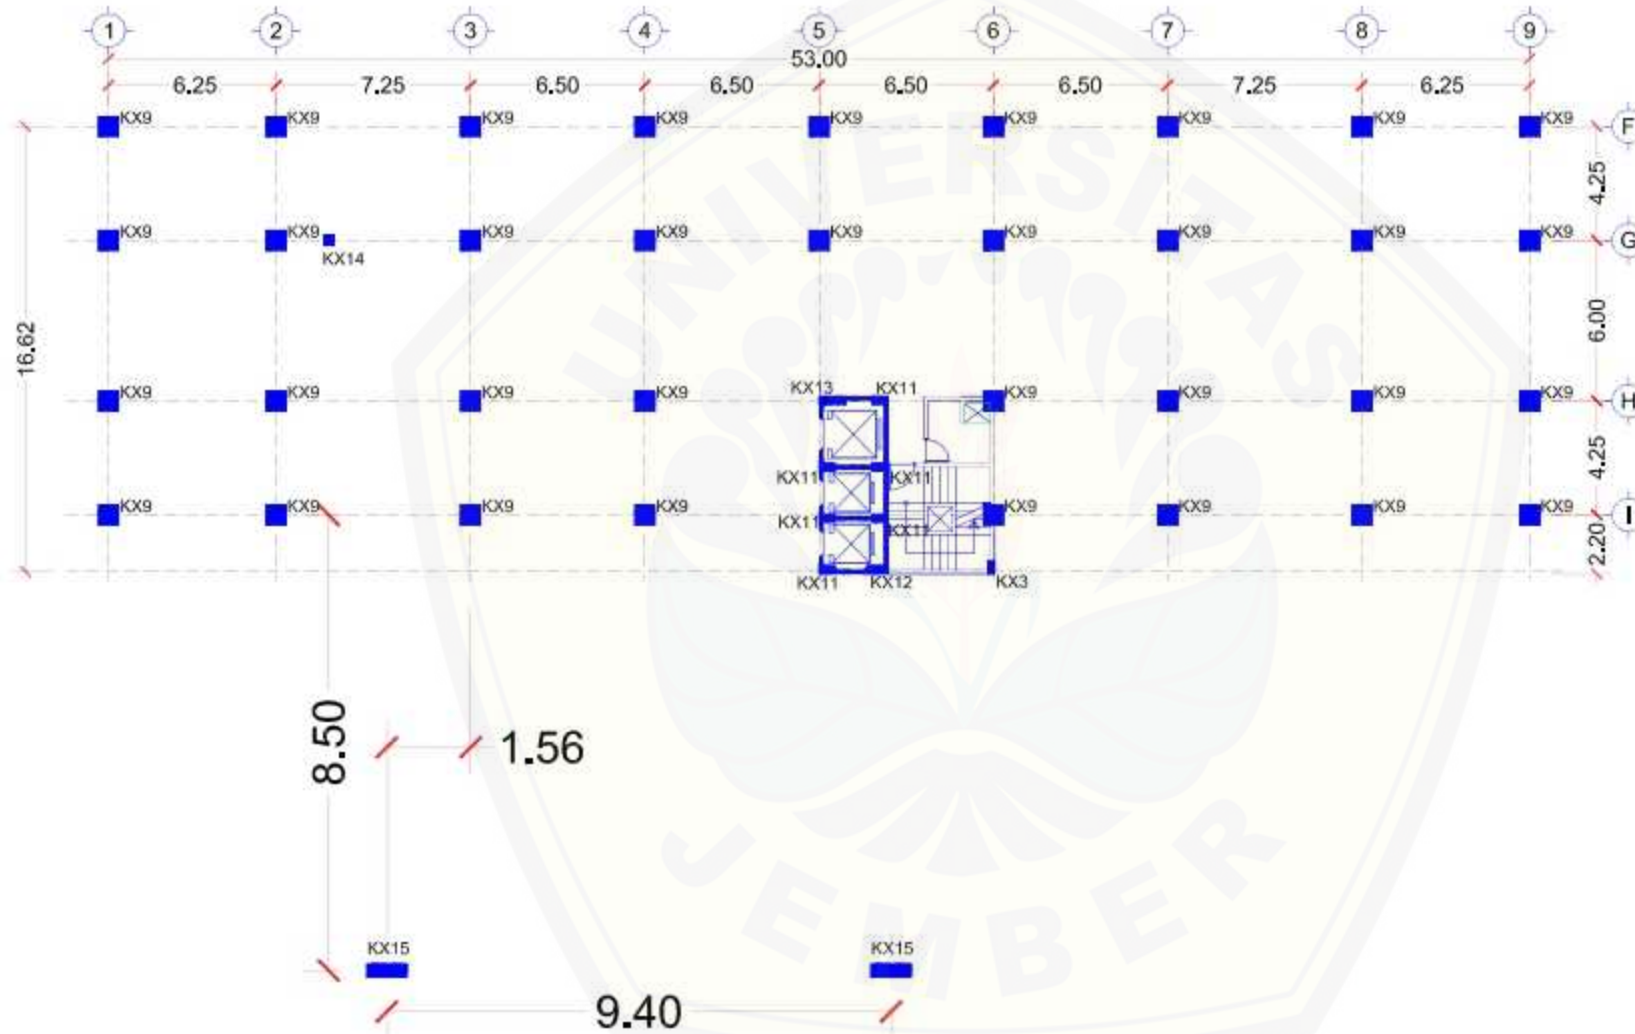 1 2 3 4 5 6 7 8 9
53.00
6.25 7.25 6.50 6.50 6.50 6.50 7.25 6.25
KX9 KX9 KX9 KX9 KX9 KX9 KX9 KX9 KX9
F
4.25
UNIVERSITAS
KX9 KX9 KX9 KX9 KX9 KX9 KX9 KX9 KX9
G
KX14
16.62
6.00
KX9 KX9 KX9 KX9 KX13 KX11 KX9 KX9 KX9 KX9
H
4.25
KX11 KX11
KX9 KX9 KX9 KX9 KX9 KX9 KX9 KX9
I
KX11
2.20
KX11 KX12 KX3
8.50
1.56
JEMBER
KX15 KX15
9.40